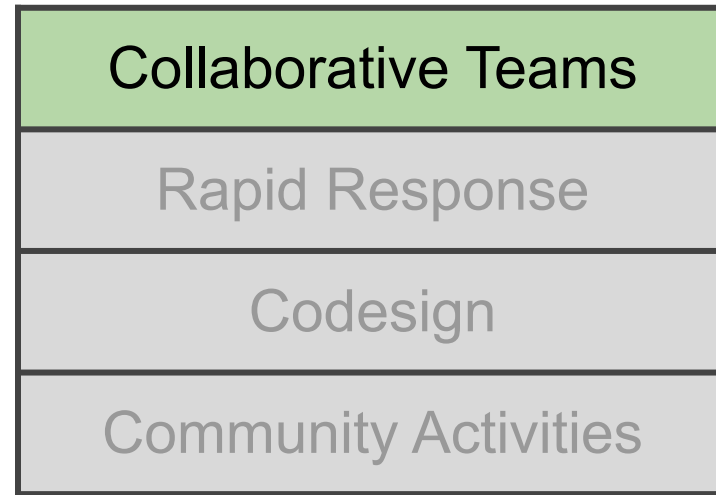 Collaborative Teams
Rapid Response
Codesign
Community Activities